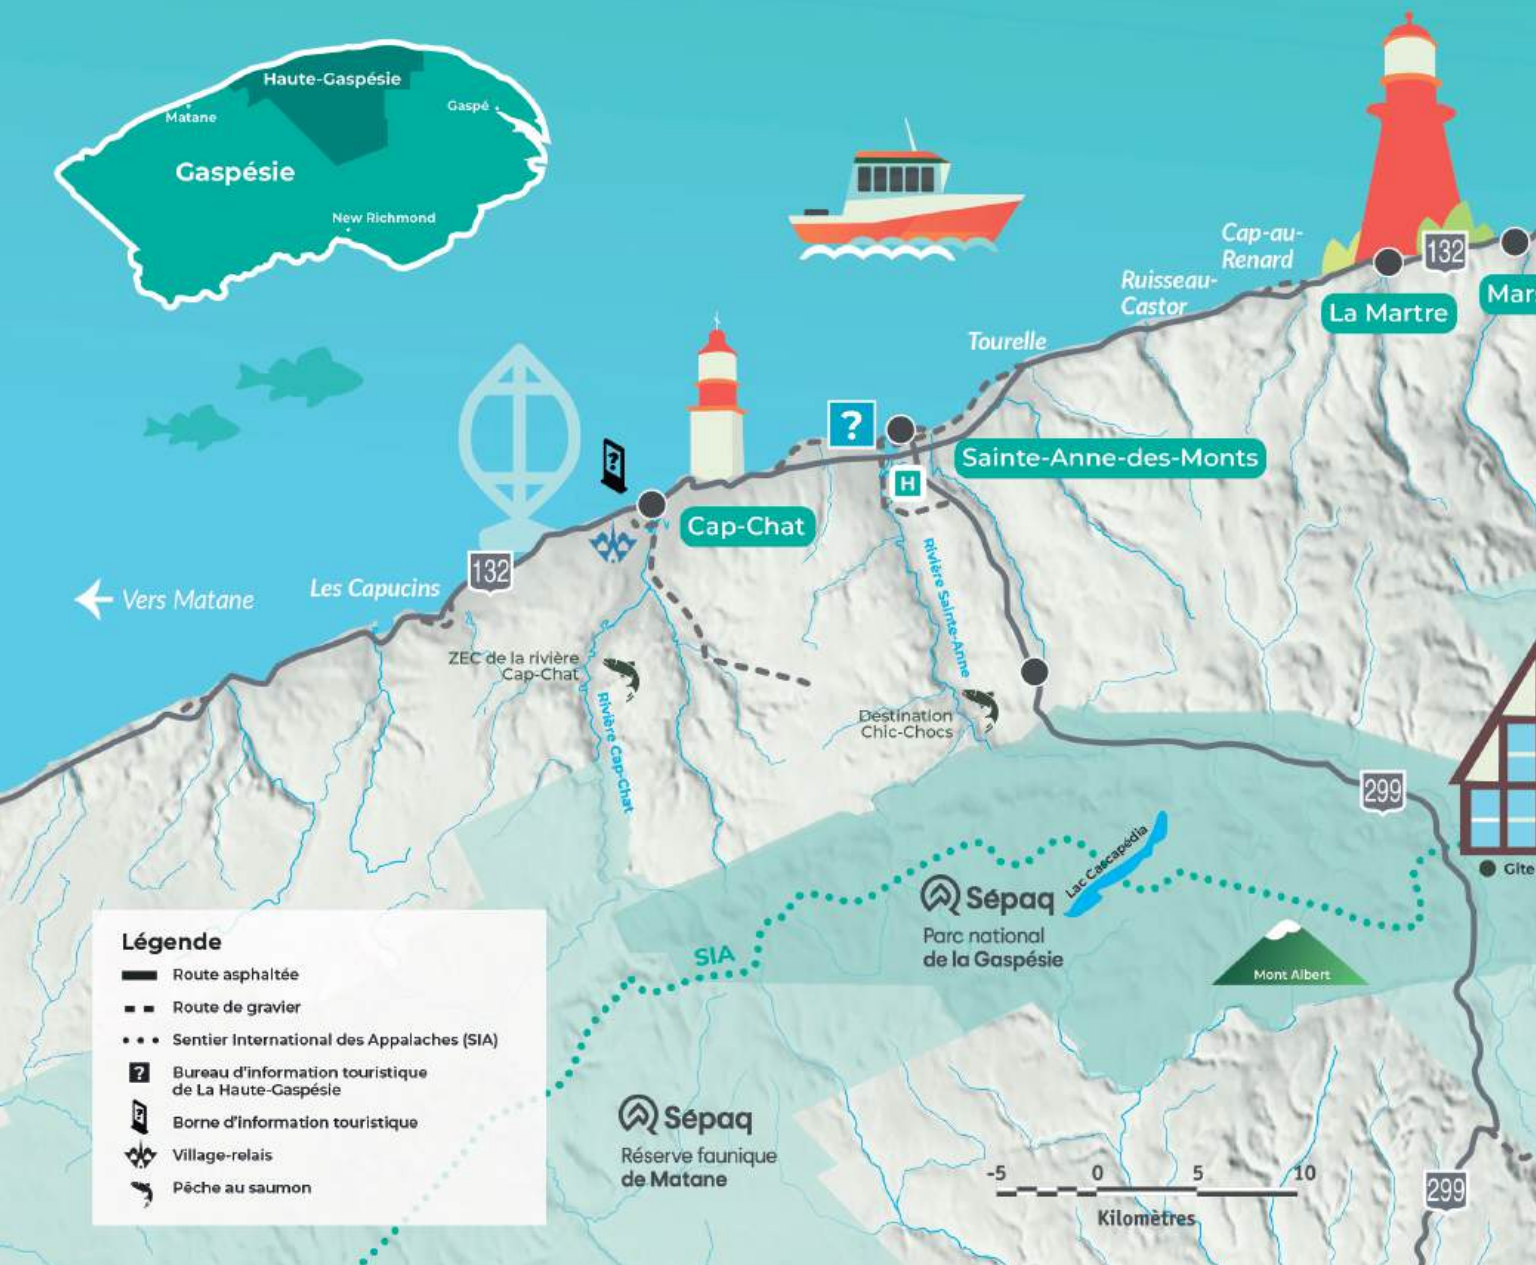 Haute-Gaspésie
Matane
Gaspé
Gaspésie
New Richmond
Cap-au-
Renard
132
Ruisseau-
Castor
La Martre
Mar
Tourelle
?
Sainte-Anne-des-Monts
H
?
Cap-Chat
132
Les Capucins
Vers Matane
Rivière Sainte-Anne
ZEC de la rivière
Cap-Chat
Rivière Cap-Chat
Destination
Chic-Chocs
299
Lac Cascapédia
Gîte
Sépaq
Parc national
de la Gaspésie
Mont Albert
SIA
Légende
Route asphaltée
Route de gravier
Sentier International des Appalaches (SIA)
? Bureau d'information touristique
de La Haute-Gaspésie
? Borne d'information touristique
Village-relais
Pêche au saumon
Sépaq
Réserve faunique
de Matane
-5 0 5 10
Kilomètres
299